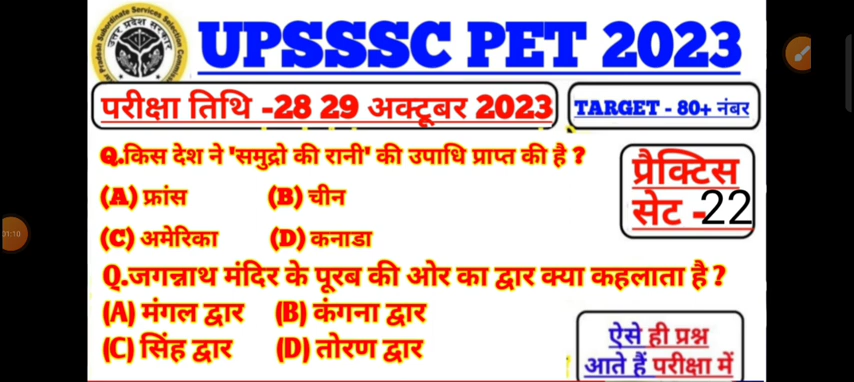 UPSSSC PET 2023
परीक्षा तिथि -28 29 अक्टूबर 2023
TARGET - 80+ नंबर
Q.किस देश ने 'समुद्रो की रानी' की उपाधि प्राप्त की है ?
(A) फ्रांस (B) चीन
(C) अमेरिका (D) कनाडा
प्रैक्टिस
सेट -22
Q.जगन्नाथ मंदिर के पूरब की ओर का द्वार क्या कहलाता है ?
(A) मंगल द्वार (B) कंगना द्वार
(C) सिंह द्वार (D) तोरण द्वार
ऐसे ही प्रश्न
आते हैं परीक्षा में
01:10